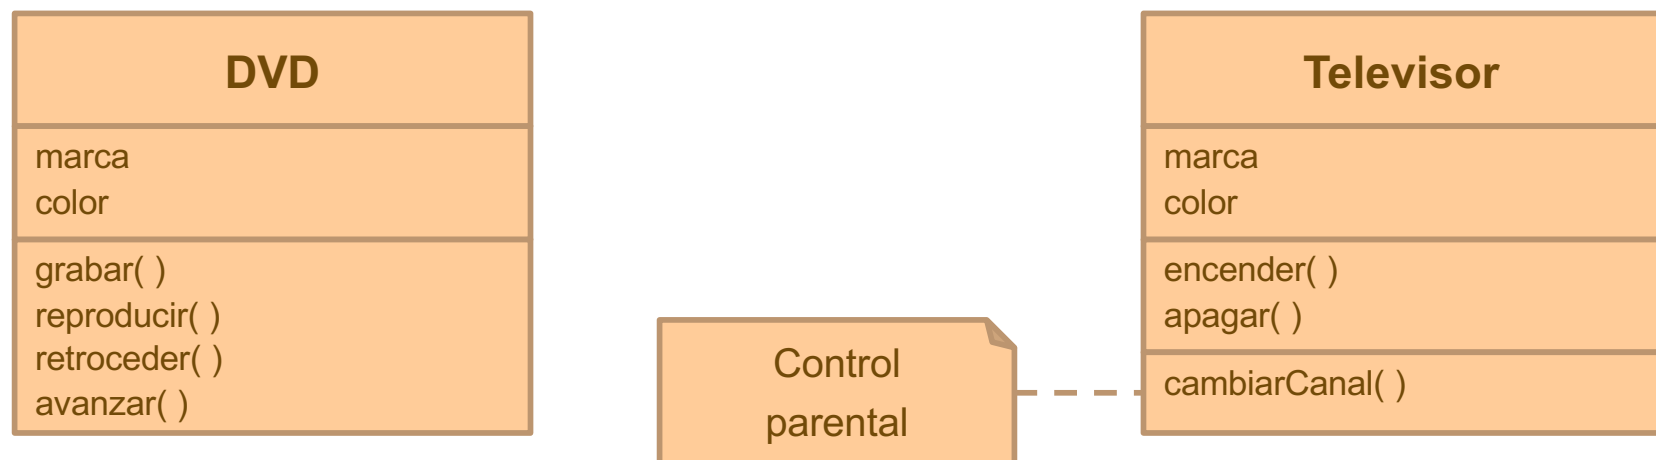 DVD
marca
color
grabar( )
reproducir( )
retroceder( )
avanzar( )
Control
parental
Televisor
marca
color
encender( )
apagar( )
cambiarCanal( )